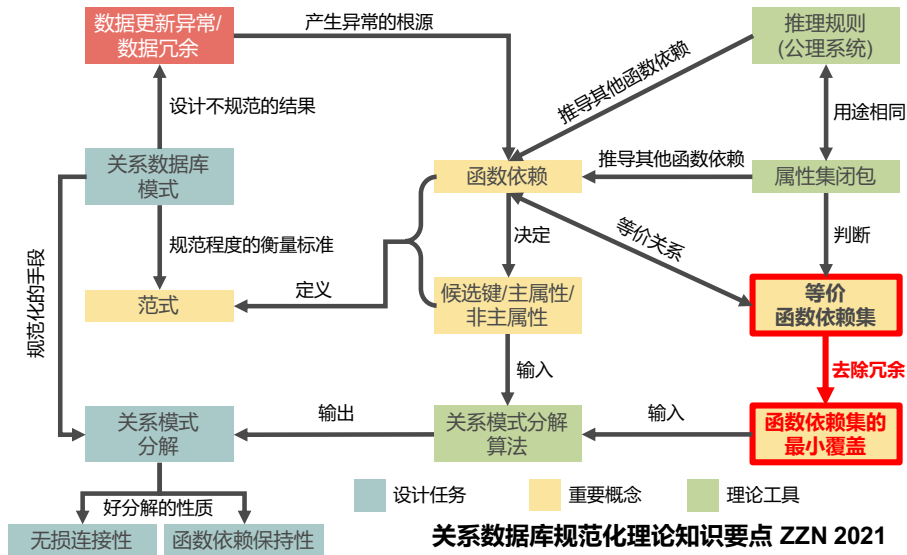 数据更新异常/
数据冗余
产生异常的根源
推理规则
(公理系统)
推导其他函数依赖
设计不规范的结果
用途相同
关系数据库
模式
函数依赖
推导其他函数依赖
属性集闭包
规范化的手段
规范程度的衡量标准
决定
等价关系
判断
范式
定义
候选键/主属性/
非主属性
等价
函数依赖集
输入
去除冗余
关系模式
分解
输出
关系模式分解
算法
输入
函数依赖集的
最小覆盖
好分解的性质
设计任务
重要概念
理论工具
无损连接性
函数依赖保持性
关系数据库规范化理论知识要点 ZZN 2021